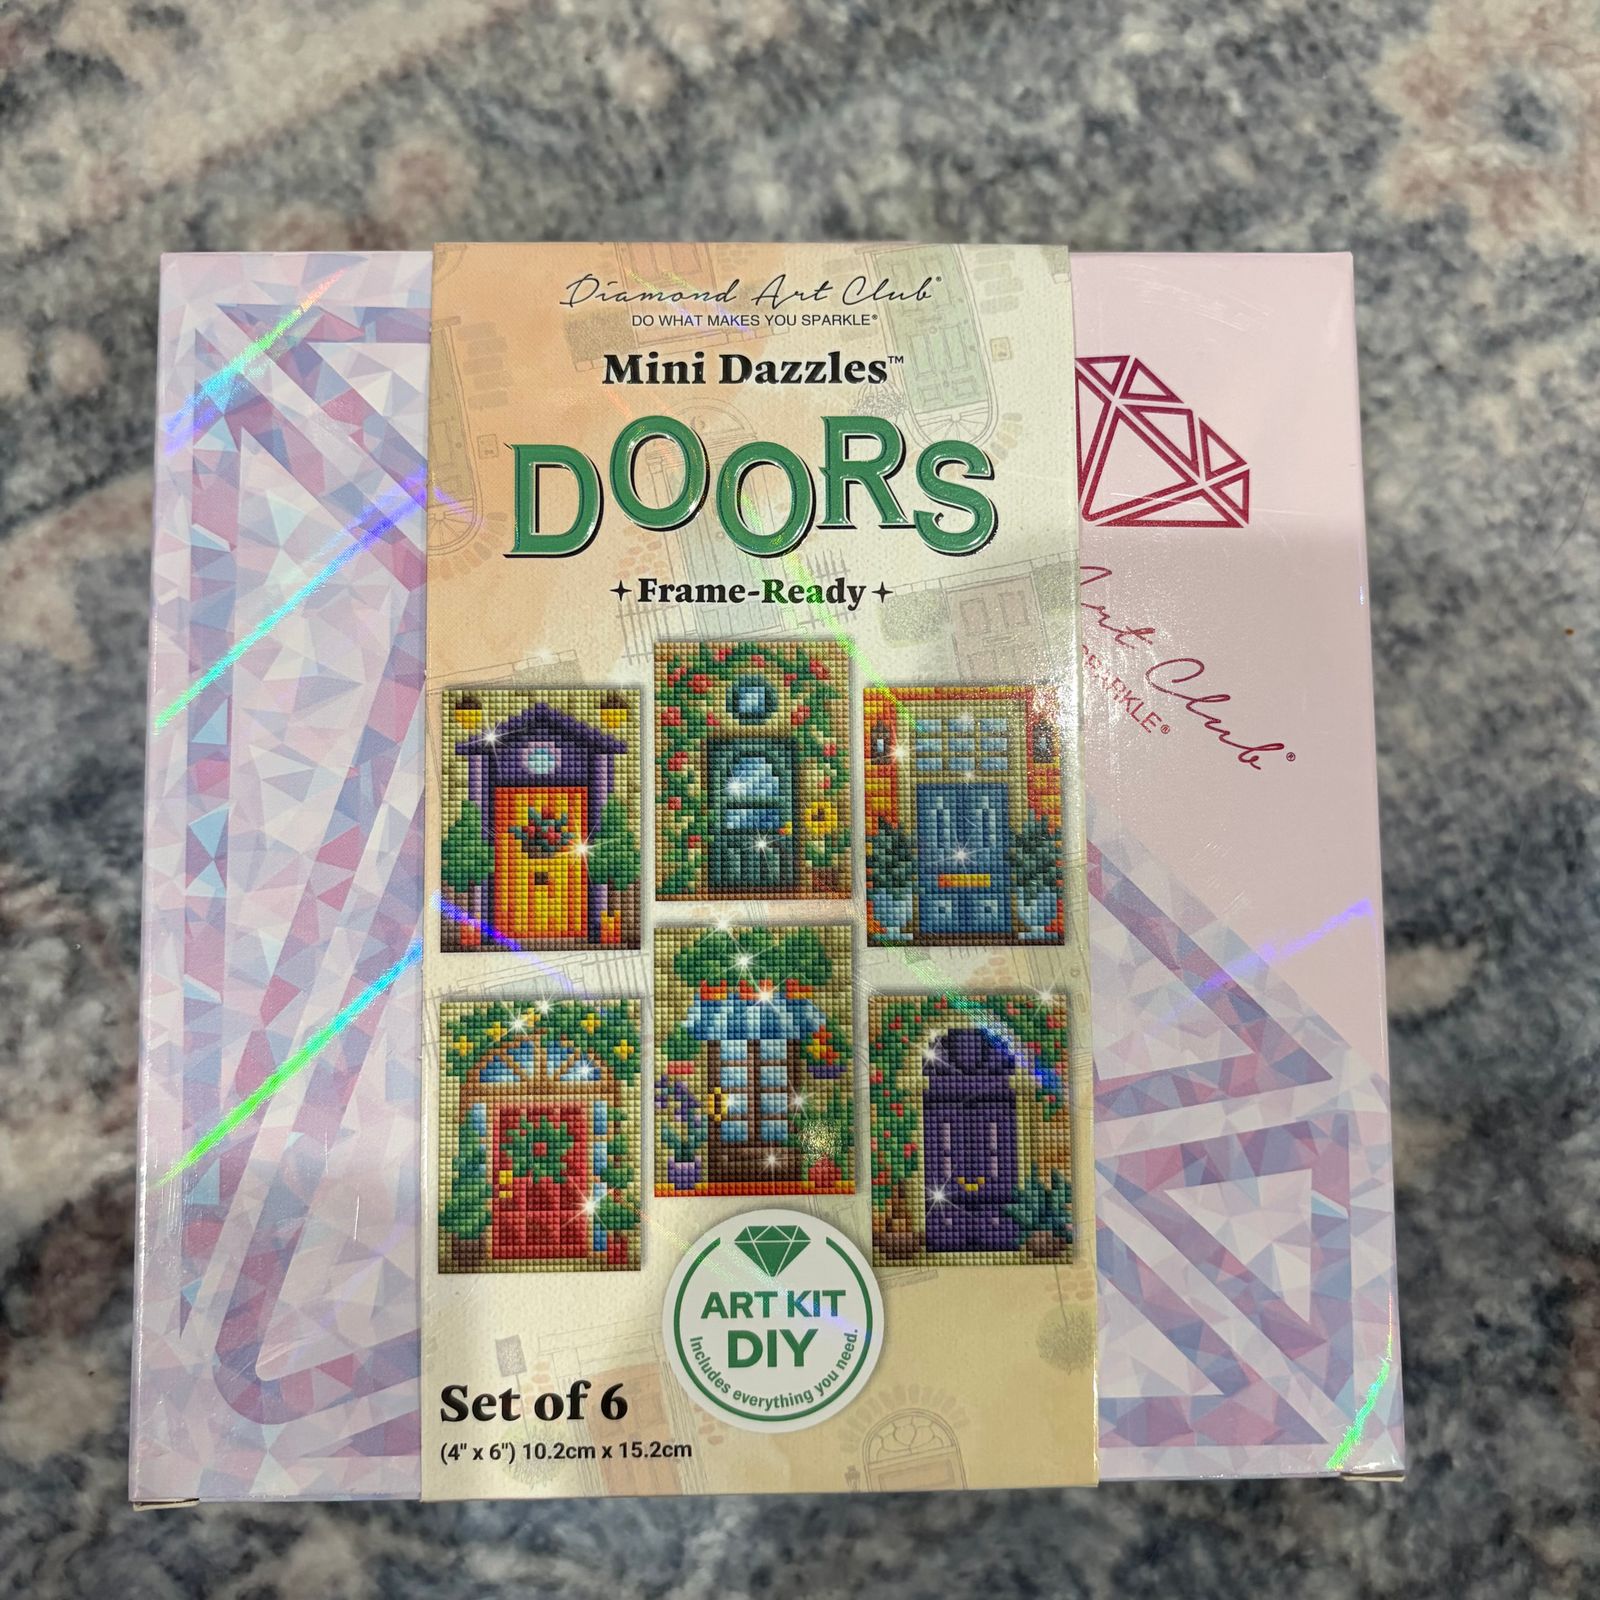 Diamond Art Club®
DO WHAT MAKES YOU SPARKLE®
Mini Dazzles™
DOORS
Frame-Ready
Art Club®
SPARKLE®
ART KIT
DIY
Includes everything you need.
Set of 6
(4" x 6") 10.2cm x 15.2cm